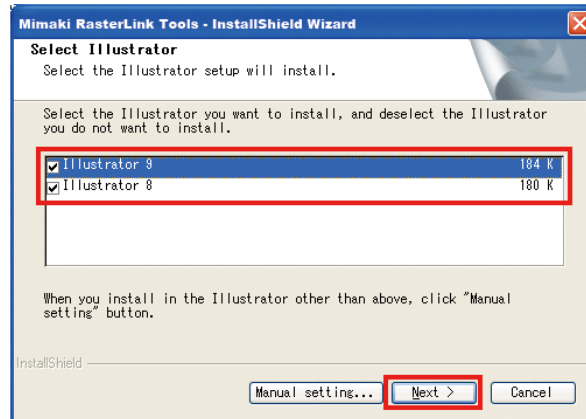 Mimaki RasterLink Tools - InstallShield Wizard
Select Illustrator
Select the Illustrator setup will install.
Select the Illustrator you want to install, and deselect the Illustrator
you do not want to install.
Illustrator 9 184 K
Illustrator 8 180 K
When you install in the Illustrator other than above, click "Manual
setting" button.
InstallShield
Manual setting... Next > Cancel